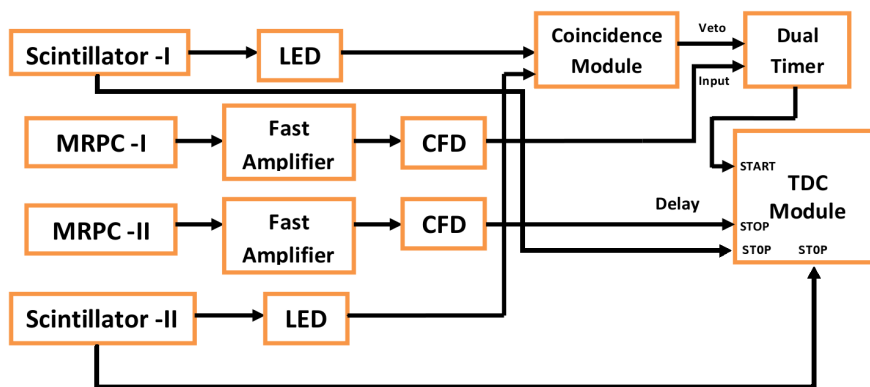 Scintillator -I
LED
Coincidence
Module
Veto
Input
Dual
Timer
MRPC -I
Fast
Amplifier
CFD
START
TDC
Module
MRPC -II
Fast
Amplifier
CFD
Delay
STOP
STOP
STOP
Scintillator -II
LED